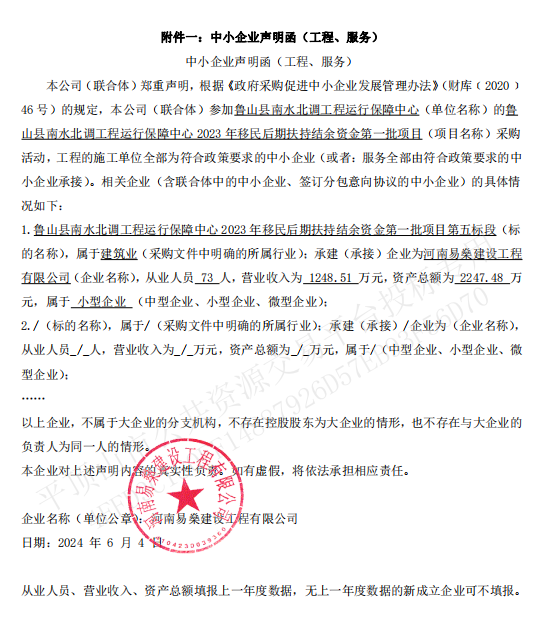 附件一：中小企业声明函（工程、服务）
中小企业声明函（工程、服务）
本公司（联合体）郑重声明，根据《政府采购促进中小企业发展管理办法》（财库﹝2020﹞
46 号）的规定，本公司（联合体）参加鲁山县南水北调工程运行保障中心（单位名称）的鲁
山县南水北调工程运行保障中心 2023 年移民后期扶持结余资金第一批项目（项目名称）采购
活动，工程的施工单位全部为符合政策要求的中小企业（或者：服务全部由符合政策要求的中
小企业承接）。相关企业（含联合体中的中小企业、签订分包意向协议的中小企业）的具体情
况如下：
1.鲁山县南水北调工程运行保障中心 2023 年移民后期扶持结余资金第一批项目第五标段（标
的名称），属于建筑业（采购文件中明确的所属行业）；承建（承接）企业为河南易燊建设工程
有限公司（企业名称），从业人员 73 人，营业收入为 1248.51 万元，资产总额为 2247.48 万
元，属于 小型企业 （中型企业、小型企业、微型企业）；
2./（标的名称），属于/（采购文件中明确的所属行业）；承建（承接）/企业为（企业名称），
从业人员_/_人，营业收入为_/_万元，资产总额为_/_万元，属于/（中型企业、小型企业、微
型企业）；
……
以上企业，不属于大企业的分支机构，不存在控股股东为大企业的情形，也不存在与大企业的
负责人为同一人的情形。
本企业对上述声明内容的真实性负责。如有虚假，将依法承担相应责任。
企业名称（单位公章）：河南易燊建设工程有限公司
日期：2024 年 6 月 4 日
河南易燊建设工程有限公司
从业人员、营业收入、资产总额填报上一年度数据，无上一年度数据的新成立企业可不填报。